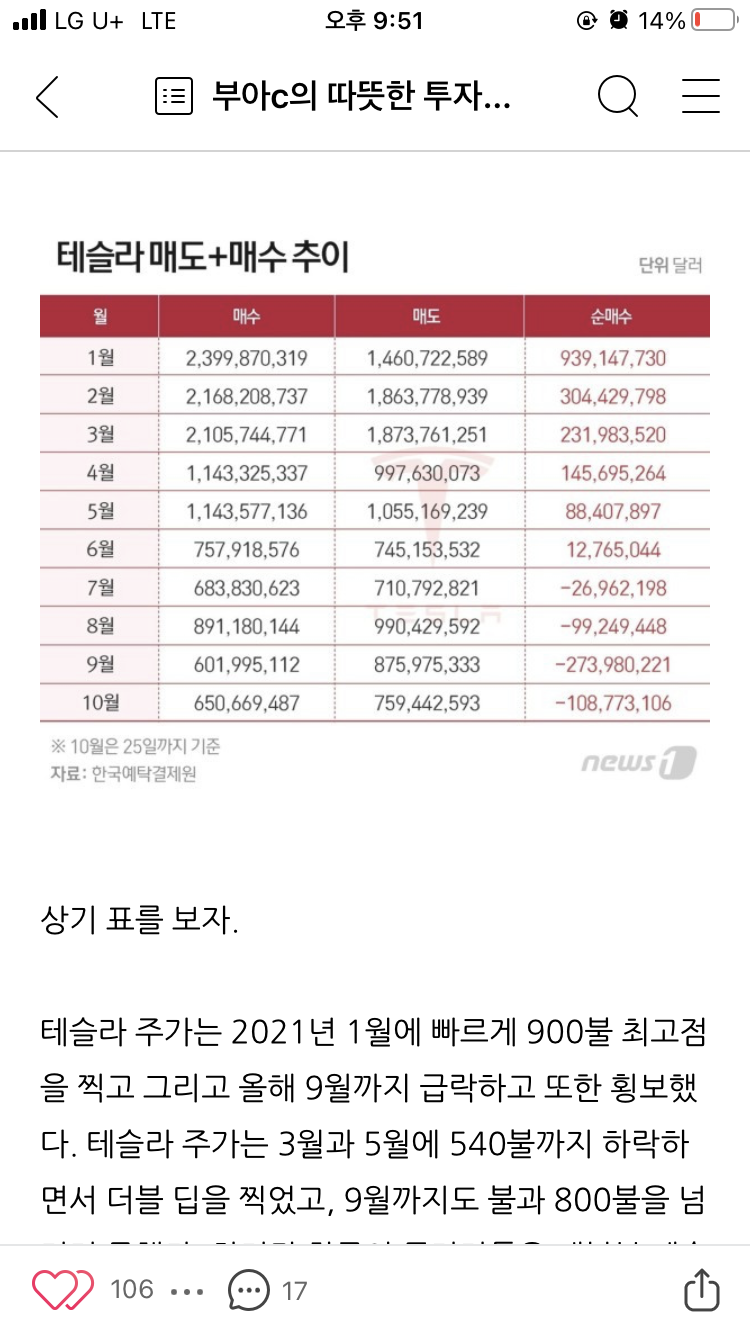 LG U+ LTE 오후 9:51 14%
부아c의 따뜻한 투자...
테슬라 매도+매수 추이
단위 달러
월 매수 매도 순매수
1월 2,399,870,319 1,460,722,589 939,147,730
2월 2,168,208,737 1,863,778,939 304,429,798
3월 2,105,744,771 1,873,761,251 231,983,520
4월 1,143,325,337 997,630,073 145,695,264
5월 1,143,577,136 1,055,169,239 88,407,897
6월 757,918,576 745,153,532 12,765,044
7월 683,830,623 710,792,821 -26,962,198
8월 891,180,144 990,429,592 -99,249,448
9월 601,995,112 875,975,333 -273,980,221
10월 650,669,487 759,442,593 -108,773,106
TESLA
※ 10월은 25일까지 기준
자료: 한국예탁결제원
news1
상기 표를 보자.
테슬라 주가는 2021년 1월에 빠르게 900불 최고점
을 찍고 그리고 올해 9월까지 급락하고 또한 횡보했
다. 테슬라 주가는 3월과 5월에 540불까지 하락하
면서 더블 딥을 찍었고, 9월까지도 불과 800불을 넘
106 ... 17